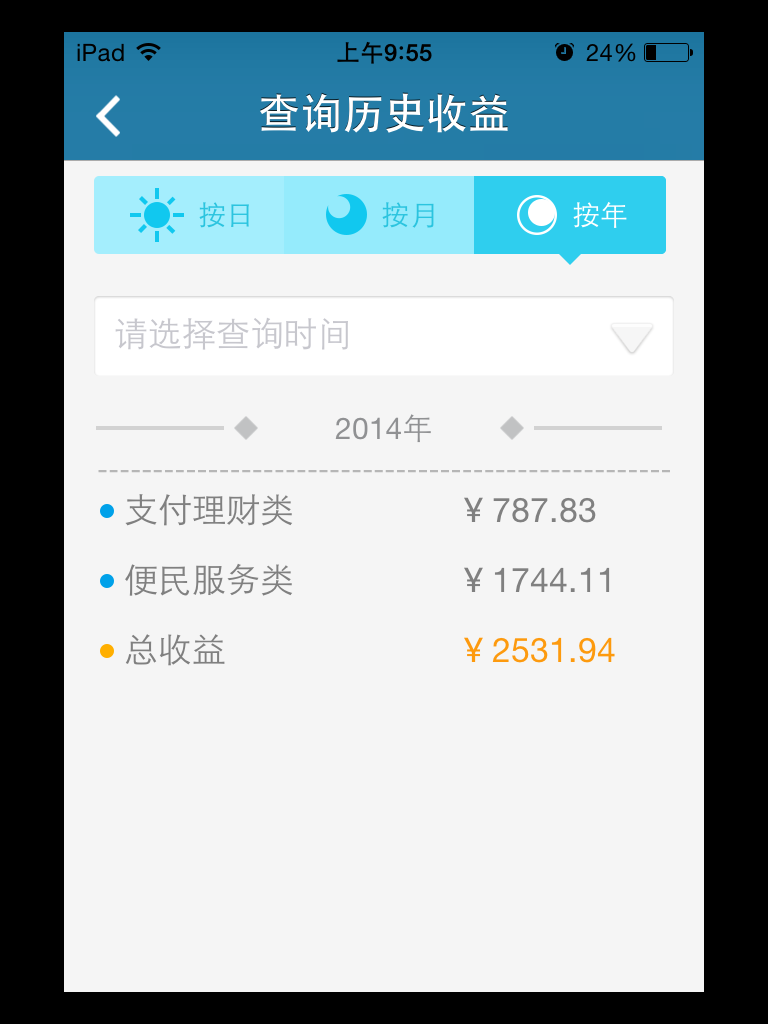 iPad 上午9:55 24%
查询历史收益
按日 按月 按年
请选择查询时间
2014年
支付理财类 ¥ 787.83
便民服务类 ¥ 1744.11
总收益 ¥ 2531.94